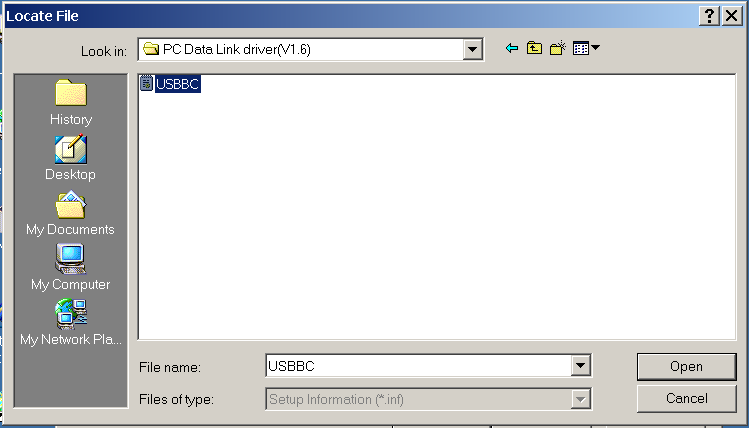 Locate File
Look in: PC Data Link driver(V1.6)
USBBC
History
Desktop
My Documents
My Computer
My Network Pla...
File name: USBBC Open
Files of type: Setup Information (*.inf) Cancel